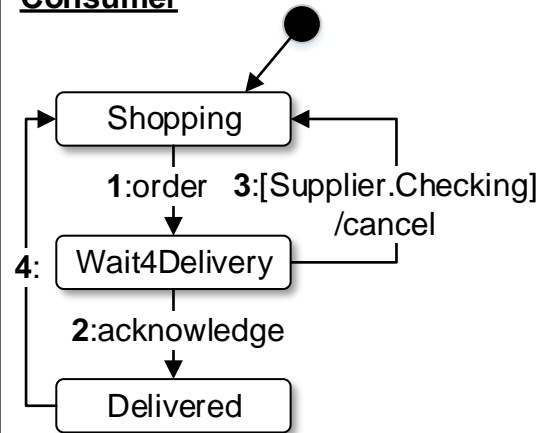 Consumer
Shopping
1:order
3:[Supplier.Checking]
/cancel
Wait4Delivery
4:
2:acknowledge
Delivered